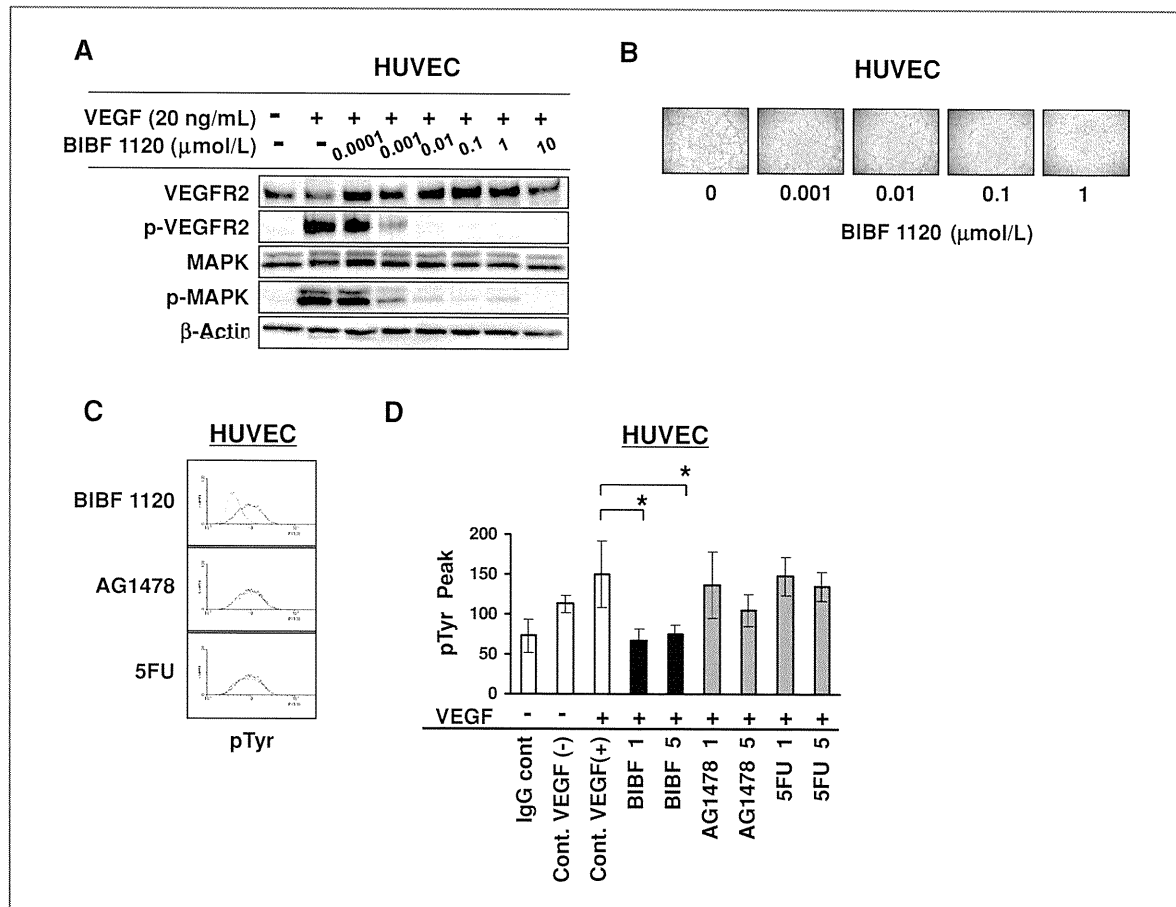 A
HUVEC
VEGF (20 ng/mL) - + + + + + + +
BIBF 1120 (μmol/L) - - 0.0001 0.001 0.01 0.1 1 10
VEGFR2
p-VEGFR2
MAPK
p-MAPK
β-Actin
B
HUVEC
0 0.001 0.01 0.1 1
BIBF 1120 (μmol/L)
C
HUVEC
BIBF 1120
AG1478
5FU
pTyr
D
HUVEC
*
*
pTyr Peak
200
150
100
50
0
VEGF - - + + + + + + +
IgG cont
Cont. VEGF (-)
Cont. VEGF(+)
BIBF 1
BIBF 5
AG1478 1
AG1478 5
5FU 1
5FU 5